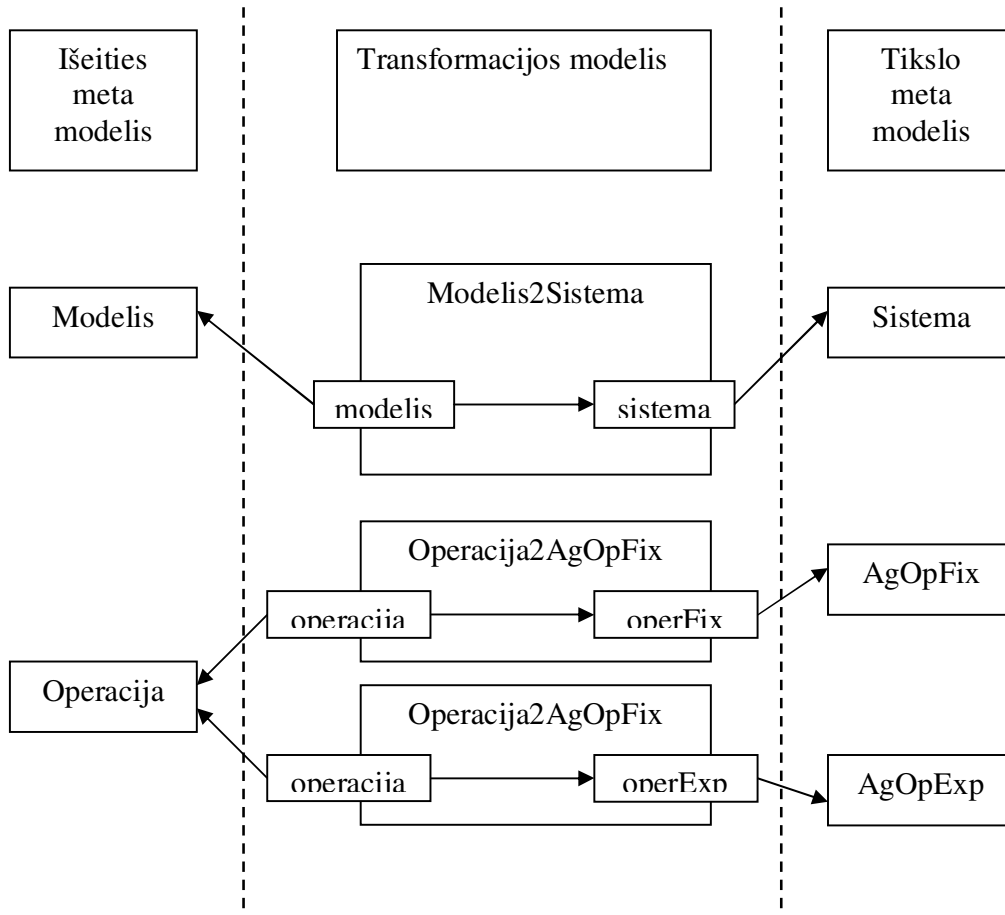 Išeities
meta
modelis
Transformacijos modelis
Tikslo
meta
modelis
Modelis
Modelis2Sistema
Sistema
modelis
sistema
Operacija2AgOpFix
AgOpFix
operacija
operFix
Operacija
Operacija2AgOpFix
operacija
operExp
AgOpExp